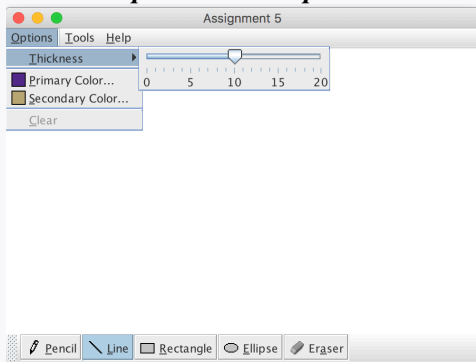 Assignment 5
Options Tools Help
Thickness
Primary Color...
0 5 10 15 20
Secondary Color...
Clear
Pencil Line Rectangle Ellipse Eraser